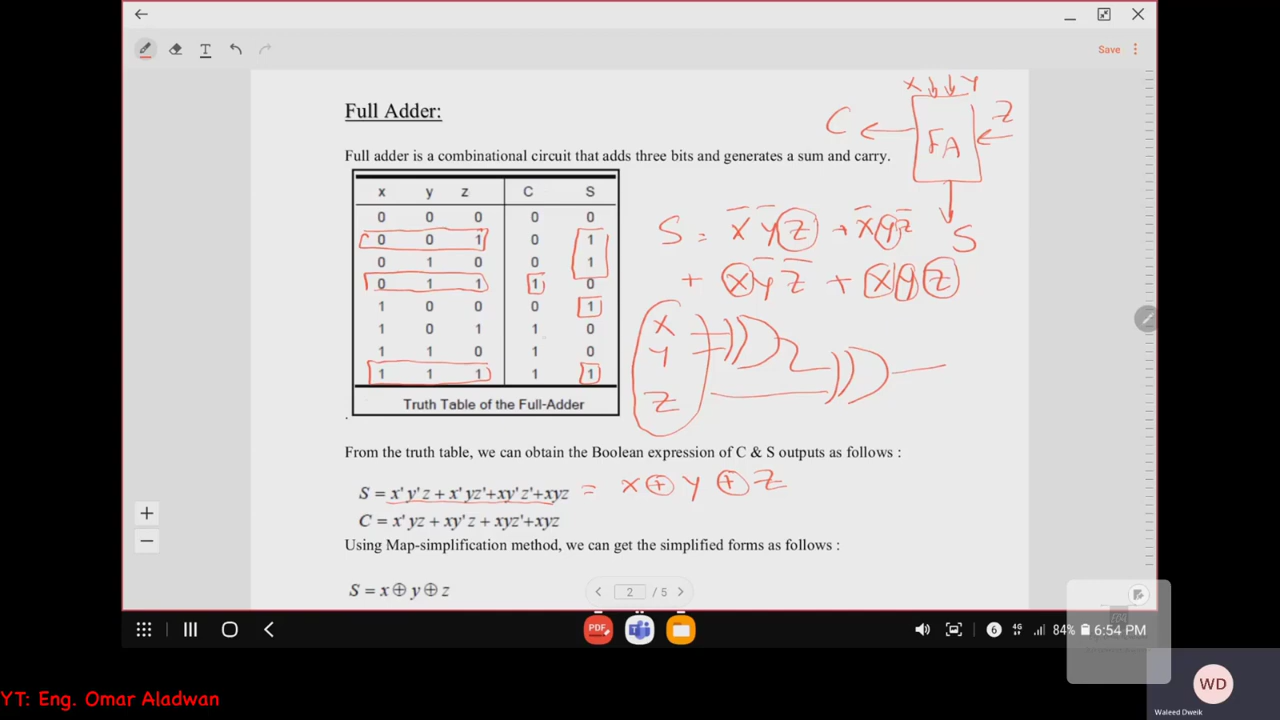 Save
Full Adder:
X Y
C
Z
FA
S
Full adder is a combinational circuit that adds three bits and generates a sum and carry.
x y z C S
0 0 0 0 0
0 0 1 0 1
0 1 0 0 1
0 1 1 1 0
1 0 0 0 1
1 0 1 1 0
1 1 0 1 0
1 1 1 1 1
Truth Table of the Full-Adder
S = x̅ y̅ z + x̅ y z̅
+ x y̅ z̅ + x y z
X
Y
Z
From the truth table, we can obtain the Boolean expression of C & S outputs as follows :
S = x' y' z + x' yz'+xy' z'+xyz = x ⊕ y ⊕ z
C = x' yz + xy' z + xyz'+xyz
Using Map-simplification method, we can get the simplified forms as follows :
S = x ⊕ y ⊕ z
2 / 5
PDF
6 4G 84% 6:54 PM
YT: Eng. Omar Aladwan
WD
Waleed Dweik